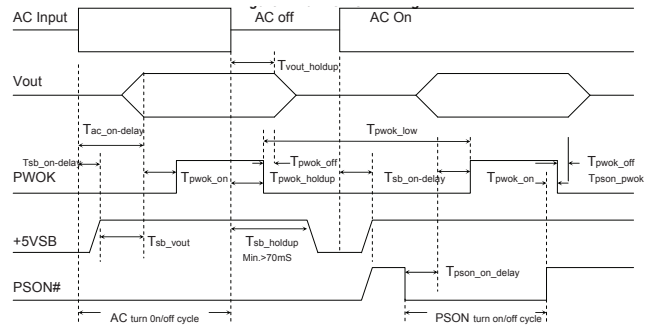 AC Input
AC off
AC On
Tvout_holdup
Vout
Tac_on-delay
Tpwok_low
Tsb_on-delay
PWOK
Tpwok_on
Tpwok_off
Tpwok_holdup
Tsb_on-delay
Tpwok_on
Tpwok_off
Tpson_pwok
+5VSB
Tsb_vout
Tsb_holdup
Min.>70mS
Tpson_on_delay
PSON#
AC turn 0n/off cycle
PSON turn on/off cycle